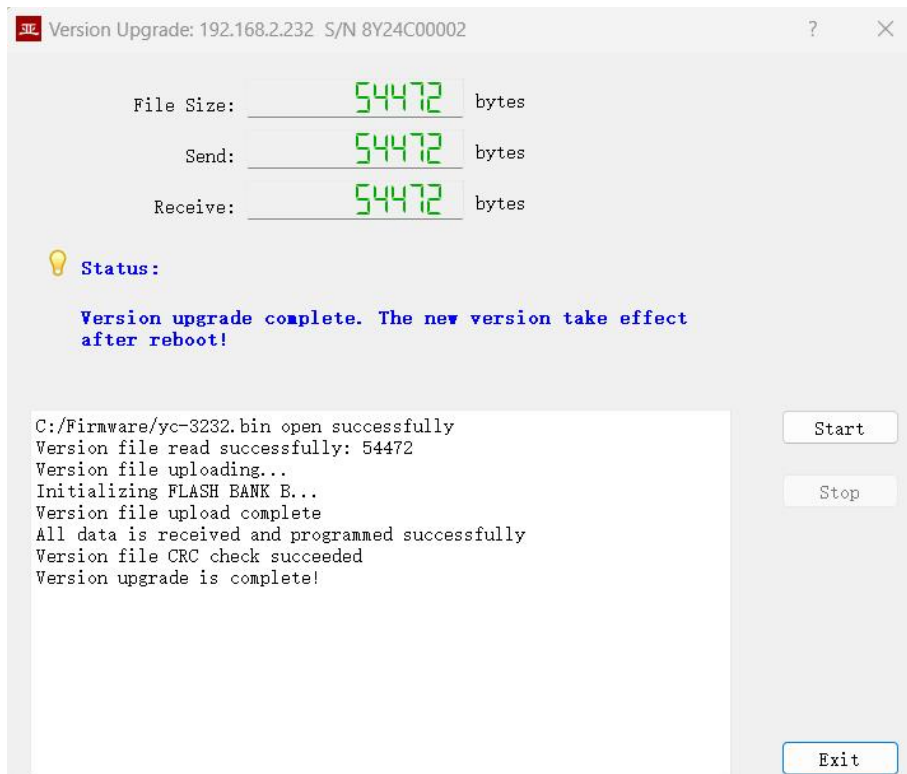 Version Upgrade: 192.168.2.232 S/N 8Y24C00002 ?
File Size: 54472 bytes
Send: 54472 bytes
Receive: 54472 bytes
Status:
Version upgrade complete. The new version take effect
after reboot!
C:/Firmware/yc-3232.bin open successfully
Version file read successfully: 54472
Version file uploading...
Initializing FLASH BANK B...
Version file upload complete
All data is received and programmed successfully
Version file CRC check succeeded
Version upgrade is complete!
Start
Stop
Exit